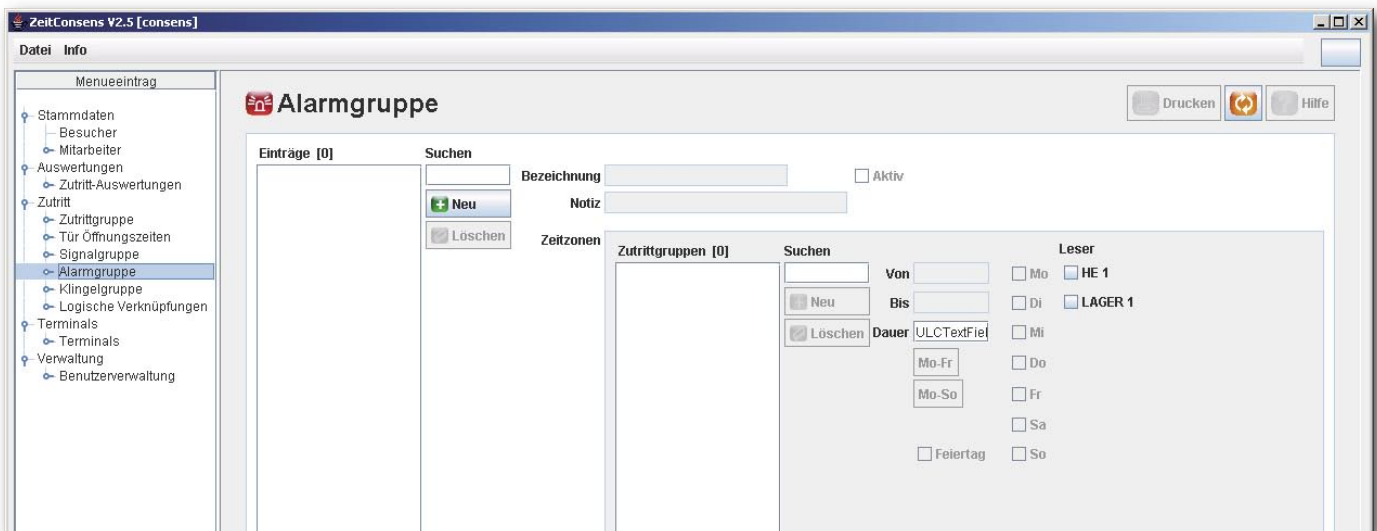 ZeitConsens V2.5 [consens]
Datei Info
Menueeintrag
Stammdaten
Besucher
Mitarbeiter
Auswertungen
Zutritt-Auswertungen
Zutritt
Zutrittgruppe
Tür Öffnungszeiten
Signalgruppe
Alarmgruppe
Klingelgruppe
Logische Verknüpfungen
Terminals
Terminals
Verwaltung
Benutzerverwaltung
Alarmgruppe
Drucken
Hilfe
Einträge [0]
Suchen
Neu
Löschen
Bezeichnung
Aktiv
Notiz
Zeitzonen
Zutrittgruppen [0]
Suchen
Neu
Löschen
Von
Bis
Dauer ULCTextFiel
Mo-Fr
Mo-So
Feiertag
Mo
Di
Mi
Do
Fr
Sa
So
Leser
HE 1
LAGER 1